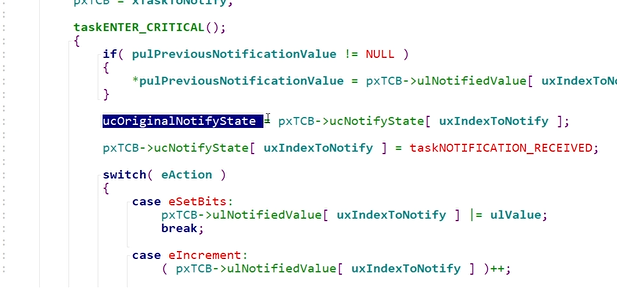 pxTCB = xTaskToNotify;
taskENTER_CRITICAL();
{
if( pulPreviousNotificationValue != NULL )
{
*pulPreviousNotificationValue = pxTCB->ulNotifiedValue[ uxIndexToNo
}
ucOriginalNotifyState = pxTCB->ucNotifyState[ uxIndexToNotify ];
pxTCB->ucNotifyState[ uxIndexToNotify ] = taskNOTIFICATION_RECEIVED;
switch( eAction )
{
case eSetBits:
pxTCB->ulNotifiedValue[ uxIndexToNotify ] |= ulValue;
break;
case eIncrement:
( pxTCB->ulNotifiedValue[ uxIndexToNotify ] )++;